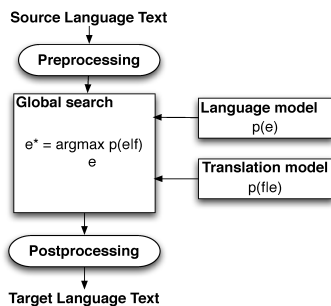 Source Language Text
Preprocessing
Global search
e* = argmax p(e|f)
e
Language model
p(e)
Translation model
p(f|e)
Postprocessing
Target Language Text